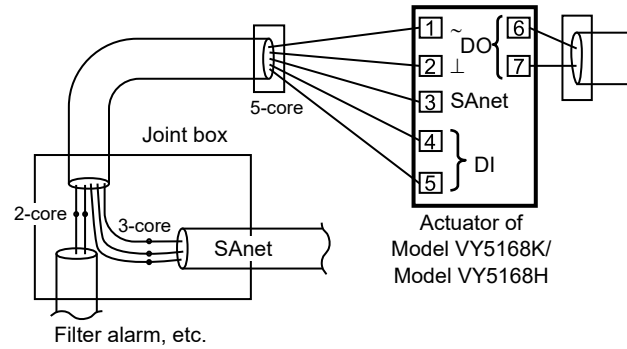 1 ~ DO 6
2 ⊥ 7
3 SAnet
4 DI
5
5-core
Joint box
2-core
3-core
SAnet
Filter alarm, etc.
Actuator of
Model VY5168K/
Model VY5168H